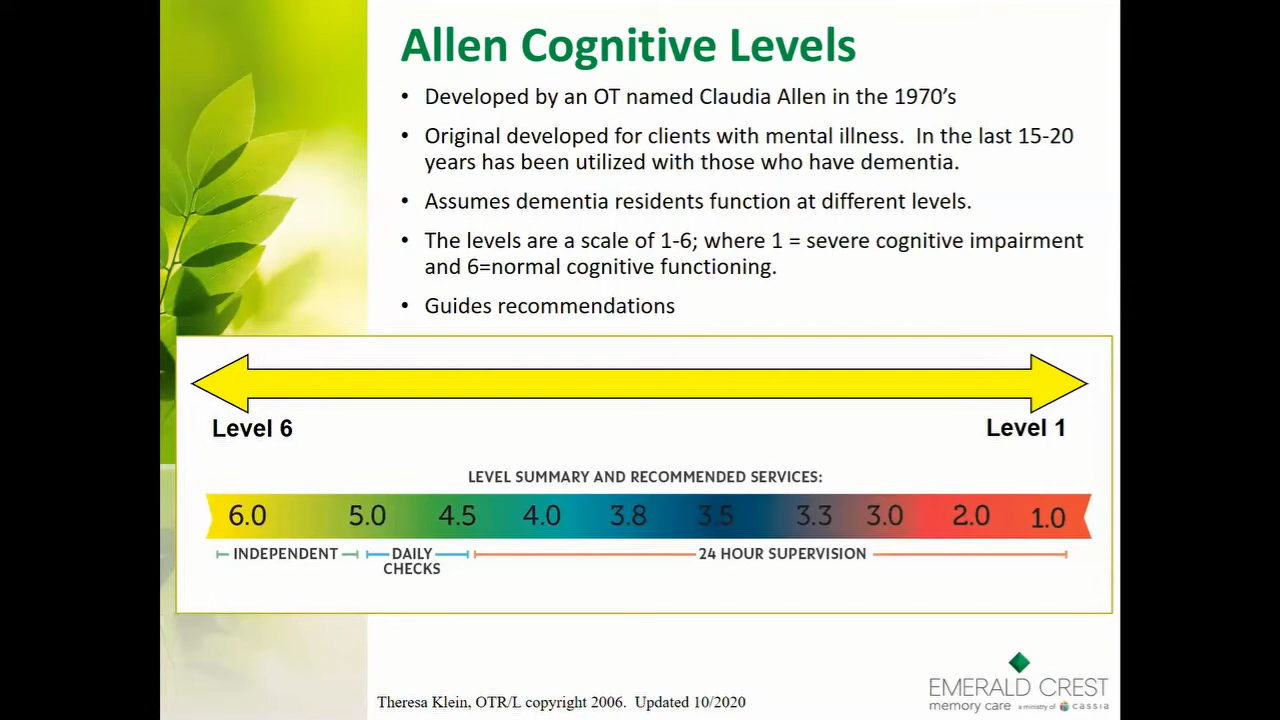 Allen Cognitive Levels
• Developed by an OT named Claudia Allen in the 1970's
• Original developed for clients with mental illness.  In the last 15-20
years has been utilized with those who have dementia.
• Assumes dementia residents function at different levels.
• The levels are a scale of 1-6; where 1 = severe cognitive impairment
and 6=normal cognitive functioning.
• Guides recommendations
Level 6 Level 1
LEVEL SUMMARY AND RECOMMENDED SERVICES:
6.0 5.0 4.5 4.0 3.8 3.5 3.3 3.0 2.0 1.0
INDEPENDENT DAILY 24 HOUR SUPERVISION
CHECKS
Theresa Klein, OTR/L copyright 2006.  Updated 10/2020
EMERALD CREST
memory care a ministry of cassia